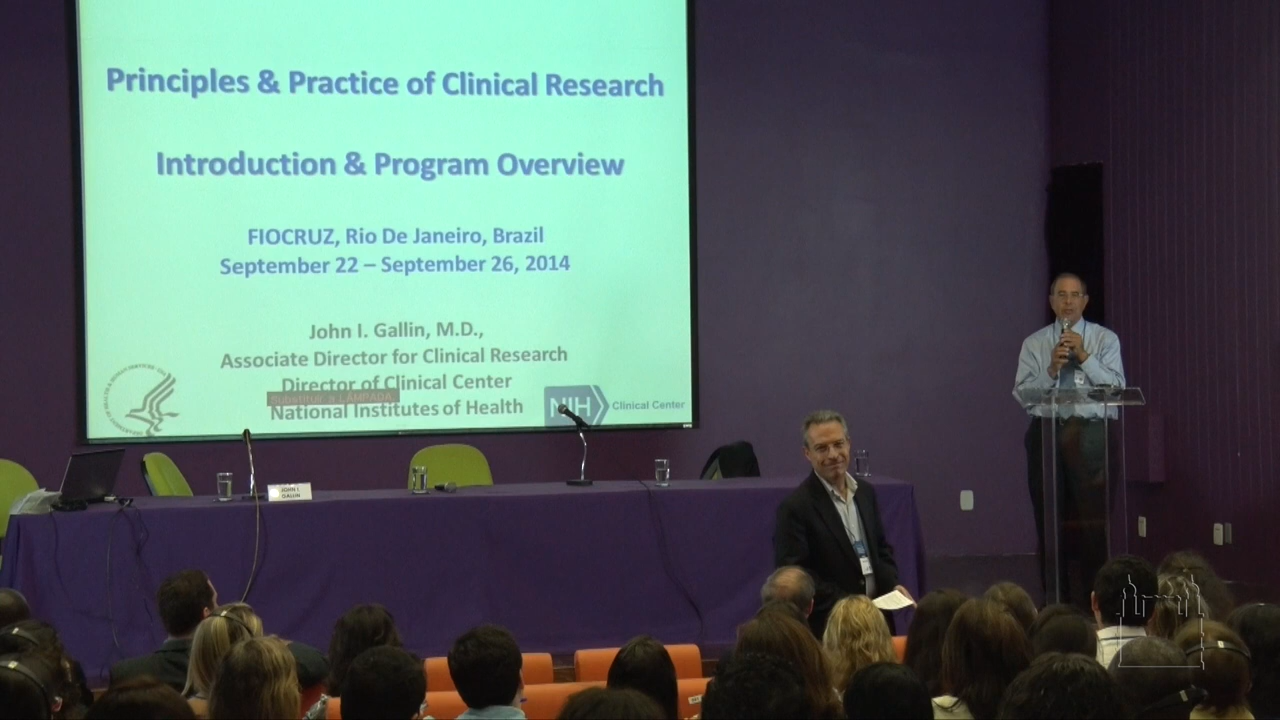 Principles & Practice of Clinical Research
Introduction & Program Overview
FIOCRUZ, Rio De Janeiro, Brazil
September 22 – September 26, 2014
John I. Gallin, M.D.,
Associate Director for Clinical Research
Director of Clinical Center
Substituir a LÂMPADA
National Institutes of Health
NIH Clinical Center
JOHN I.
GALLIN